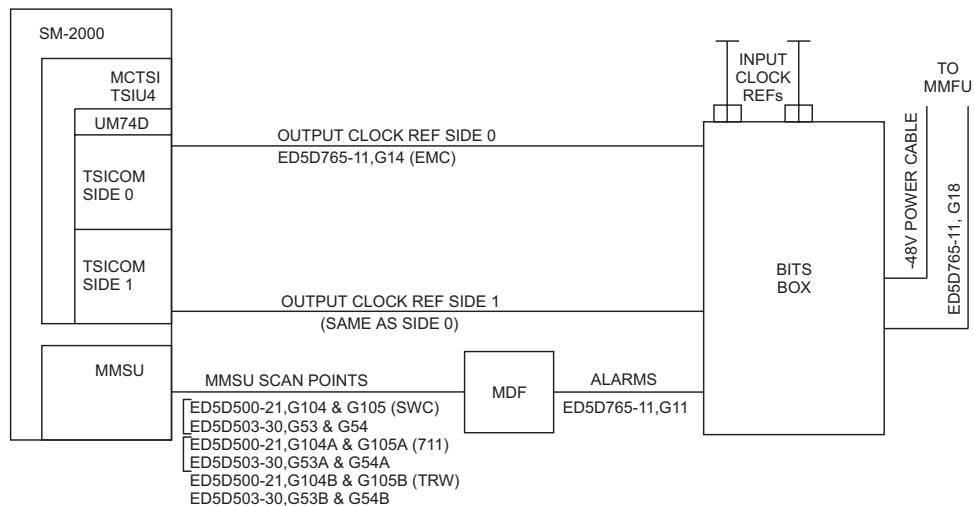 SM-2000
MCTSI
TSIU4
UM74D
TSICOM
SIDE 0
TSICOM
SIDE 1
MMSU
OUTPUT CLOCK REF SIDE 0
ED5D765-11,G14 (EMC)
OUTPUT CLOCK REF SIDE 1
(SAME AS SIDE 0)
MMSU SCAN POINTS
ED5D500-21,G104 & G105 (SWC)
ED5D503-30,G53 & G54
ED5D500-21,G104A & G105A (711)
ED5D503-30,G53A & G54A
ED5D500-21,G104B & G105B (TRW)
ED5D503-30,G53B & G54B
MDF
ALARMS
ED5D765-11,G11
INPUT
CLOCK
REFs
BITS
BOX
TO
MMFU
-48V POWER CABLE
ED5D765-11, G18